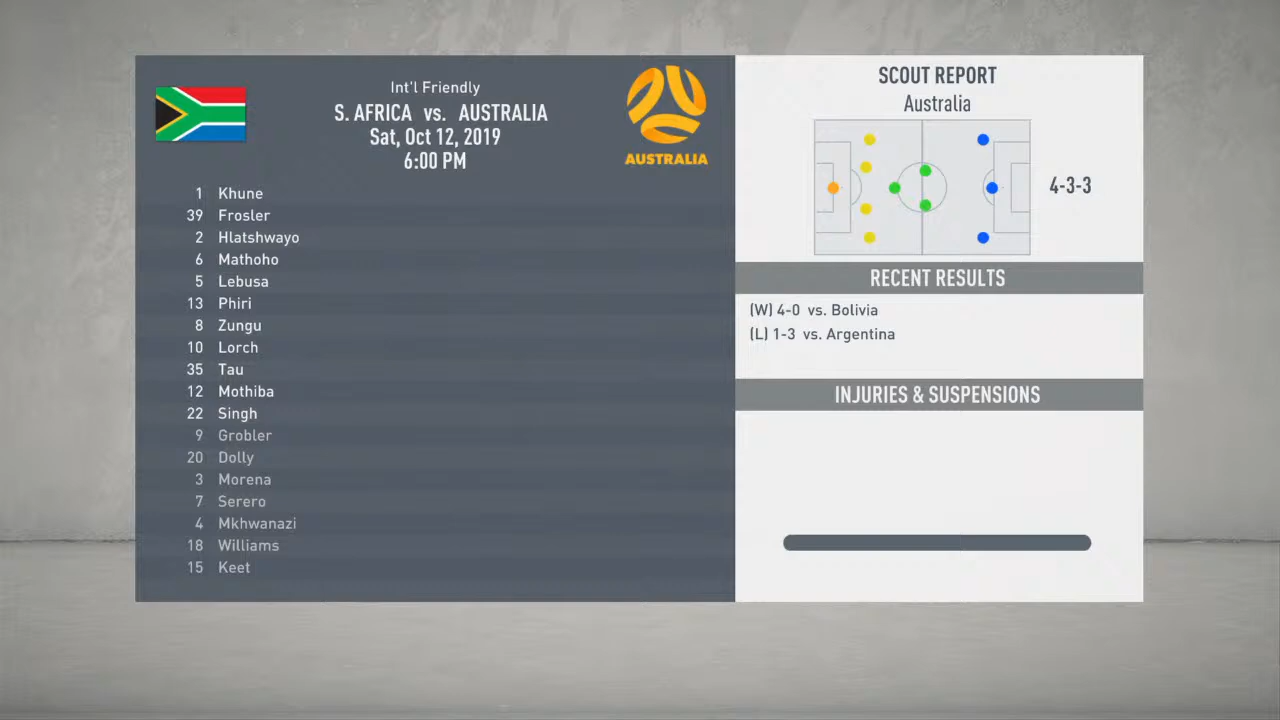 Int'l Friendly
S. AFRICA vs. AUSTRALIA
Sat, Oct 12, 2019
6:00 PM
AUSTRALIA
1 Khune
39 Frosler
2 Hlatshwayo
6 Mathoho
5 Lebusa
13 Phiri
8 Zungu
10 Lorch
35 Tau
12 Mothiba
22 Singh
9 Grobler
20 Dolly
3 Morena
7 Serero
4 Mkhwanazi
18 Williams
15 Keet
SCOUT REPORT
Australia
4-3-3
RECENT RESULTS
(W) 4-0 vs. Bolivia
(L) 1-3 vs. Argentina
INJURIES & SUSPENSIONS